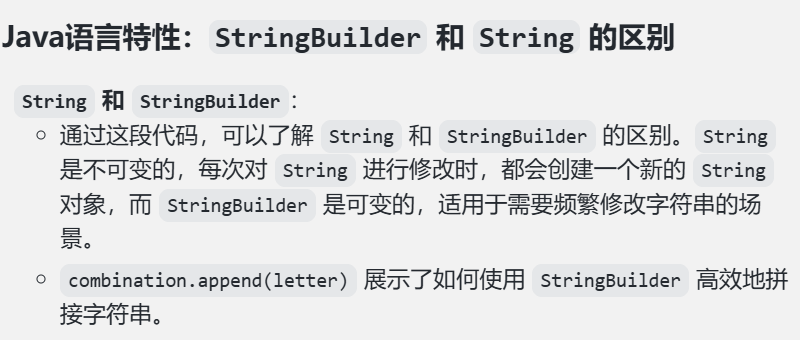 Java语言特性： StringBuilder 和 String 的区别
String 和 StringBuilder：
通过这段代码，可以了解 String 和 StringBuilder 的区别。 String
是不可变的，每次对 String 进行修改时，都会创建一个新的 String
对象，而 StringBuilder 是可变的，适用于需要频繁修改字符串的场
景。
combination.append(letter) 展示了如何使用 StringBuilder 高效地拼
接字符串。